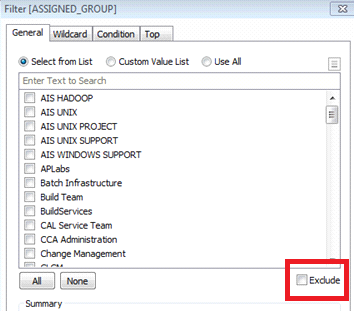 Filter [ASSIGNED_GROUP]
General Wildcard Condition Top
Select from List Custom Value List Use All
Enter Text to Search
AIS HADOOP
AIS UNIX
AIS UNIX PROJECT
AIS UNIX SUPPORT
AIS WINDOWS SUPPORT
APLabs
Batch Infrastructure
Build Team
BuildServices
CAL Service Team
CCA Administration
Change Management
All None Exclude
Summary